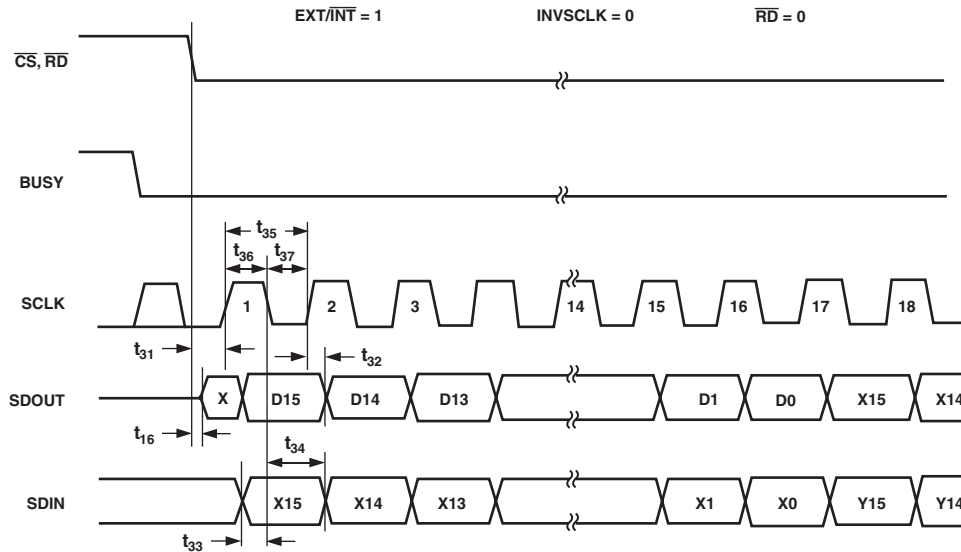 EXT/INT = 1 INVSCLK = 0 RD = 0
CS, RD
BUSY
t35
t36 t37
SCLK 1 2 3 14 15 16 17 18
t31 t32
SDOUT X D15 D14 D13 D1 D0 X15 X14
t16
t34
SDIN X15 X14 X13 X1 X0 Y15 Y14
t33